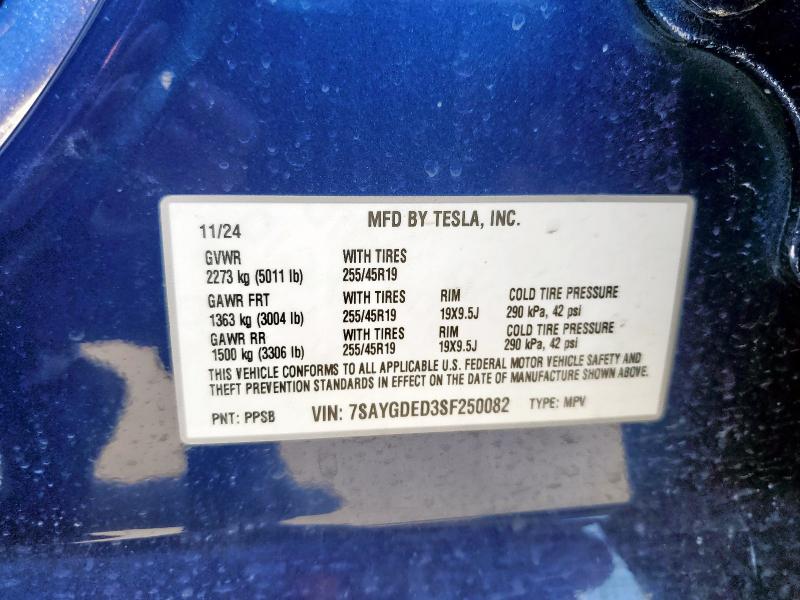 MFD BY TESLA, INC.
11/24
GVWR WITH TIRES
2273 kg (5011 lb) 255/45R19
GAWR FRT WITH TIRES RIM COLD TIRE PRESSURE
1363 kg (3004 lb) 255/45R19 19X9.5J 290 kPa, 42 psi
GAWR RR WITH TIRES RIM COLD TIRE PRESSURE
1500 kg (3306 lb) 255/45R19 19X9.5J 290 kPa, 42 psi
THIS VEHICLE CONFORMS TO ALL APPLICABLE U.S. FEDERAL MOTOR VEHICLE SAFETY AND
THEFT PREVENTION STANDARDS IN EFFECT ON THE DATE OF MANUFACTURE SHOWN ABOVE.
PNT: PPSB VIN: 7SAYGDED3SF250082 TYPE: MPV